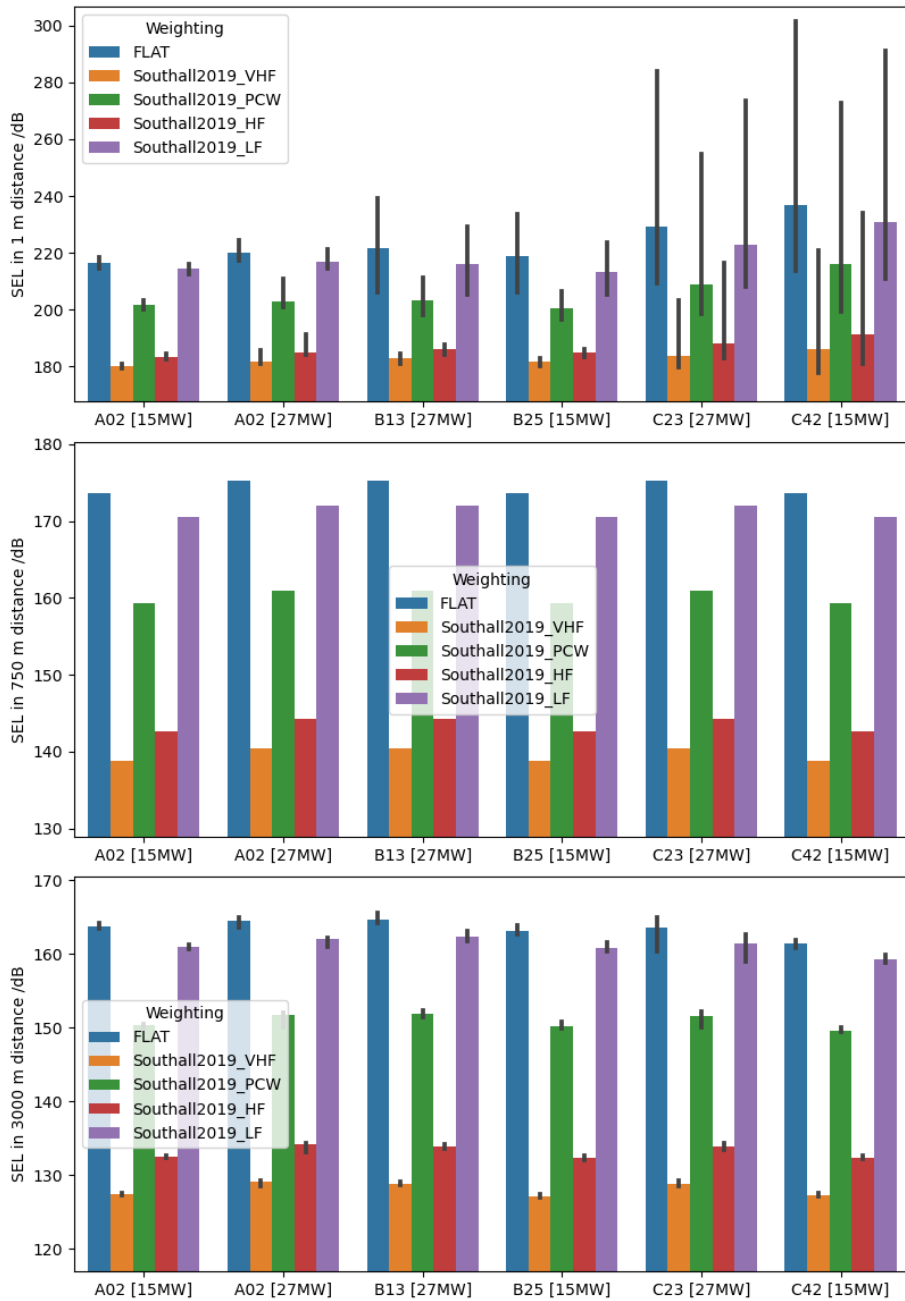 300
280
260
240
220
200
180
SEL in 1 m distance /dB
Weighting
FLAT
Southall2019_VHF
Southall2019_PCW
Southall2019_HF
Southall2019_LF
A02 [15MW] A02 [27MW] B13 [27MW] B25 [15MW] C23 [27MW] C42 [15MW]
180
170
160
150
140
130
SEL in 750 m distance /dB
Weighting
FLAT
Southall2019_VHF
Southall2019_PCW
Southall2019_HF
Southall2019_LF
A02 [15MW] A02 [27MW] B13 [27MW] B25 [15MW] C23 [27MW] C42 [15MW]
170
160
150
140
130
120
SEL in 3000 m distance /dB
Weighting
FLAT
Southall2019_VHF
Southall2019_PCW
Southall2019_HF
Southall2019_LF
A02 [15MW] A02 [27MW] B13 [27MW] B25 [15MW] C23 [27MW] C42 [15MW]